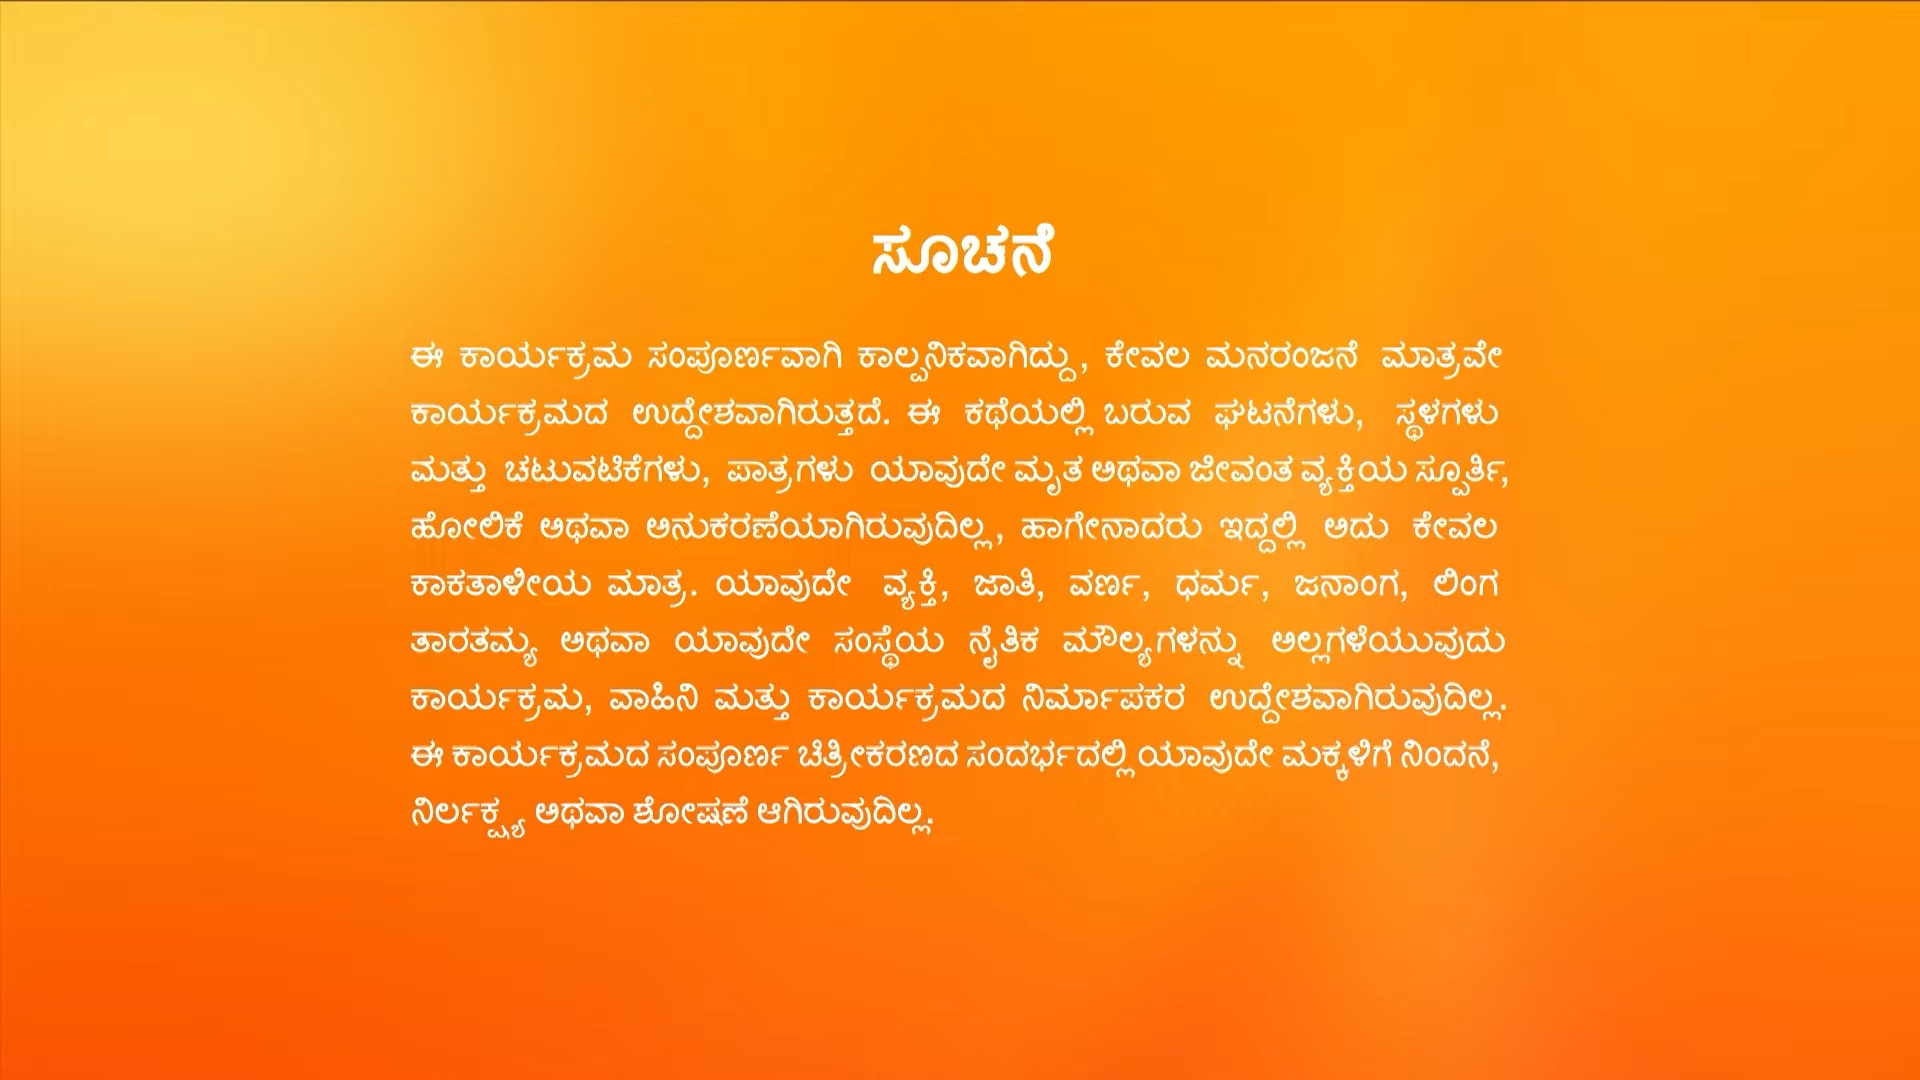 ಸೂಚನೆ
ಈ ಕಾರ್ಯಕ್ರಮ ಸಂಪೂರ್ಣವಾಗಿ ಕಾಲ್ಪನಿಕವಾಗಿದ್ದು, ಕೇವಲ ಮನರಂಜನೆ ಮಾತ್ರವೇ
ಕಾರ್ಯಕ್ರಮದ ಉದ್ದೇಶವಾಗಿರುತ್ತದೆ. ಈ ಕಥೆಯಲ್ಲಿ ಬರುವ ಘಟನೆಗಳು, ಸ್ಥಳಗಳು
ಮತ್ತು ಚಟುವಟಿಕೆಗಳು, ಪಾತ್ರಗಳು ಯಾವುದೇ ಮೃತ ಅಥವಾ ಜೀವಂತ ವ್ಯಕ್ತಿಯ ಸ್ಪೂರ್ತಿ,
ಹೋಲಿಕೆ ಅಥವಾ ಅನುಕರಣೆಯಾಗಿರುವುದಿಲ್ಲ, ಹಾಗೇನಾದರು ಇದ್ದಲ್ಲಿ ಅದು ಕೇವಲ
ಕಾಕತಾಳೀಯ ಮಾತ್ರ. ಯಾವುದೇ ವ್ಯಕ್ತಿ, ಜಾತಿ, ವರ್ಣ, ಧರ್ಮ, ಜನಾಂಗ, ಲಿಂಗ
ತಾರತಮ್ಯ ಅಥವಾ ಯಾವುದೇ ಸಂಸ್ಥೆಯ ನೈತಿಕ ಮೌಲ್ಯಗಳನ್ನು ಅಲ್ಲಗಳೆಯುವುದು
ಕಾರ್ಯಕ್ರಮ, ವಾಹಿನಿ ಮತ್ತು ಕಾರ್ಯಕ್ರಮದ ನಿರ್ಮಾಪಕರ ಉದ್ದೇಶವಾಗಿರುವುದಿಲ್ಲ.
ಈ ಕಾರ್ಯಕ್ರಮದ ಸಂಪೂರ್ಣ ಚಿತ್ರೀಕರಣದ ಸಂದರ್ಭದಲ್ಲಿ ಯಾವುದೇ ಮಕ್ಕಳಿಗೆ ನಿಂದನೆ,
ನಿರ್ಲಕ್ಷ್ಯ ಅಥವಾ ಶೋಷಣೆ ಆಗಿರುವುದಿಲ್ಲ.